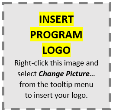 INSERT
PROGRAM
LOGO
Right-click this image and
select Change Picture...
from the tooltip menu
to insert your logo.